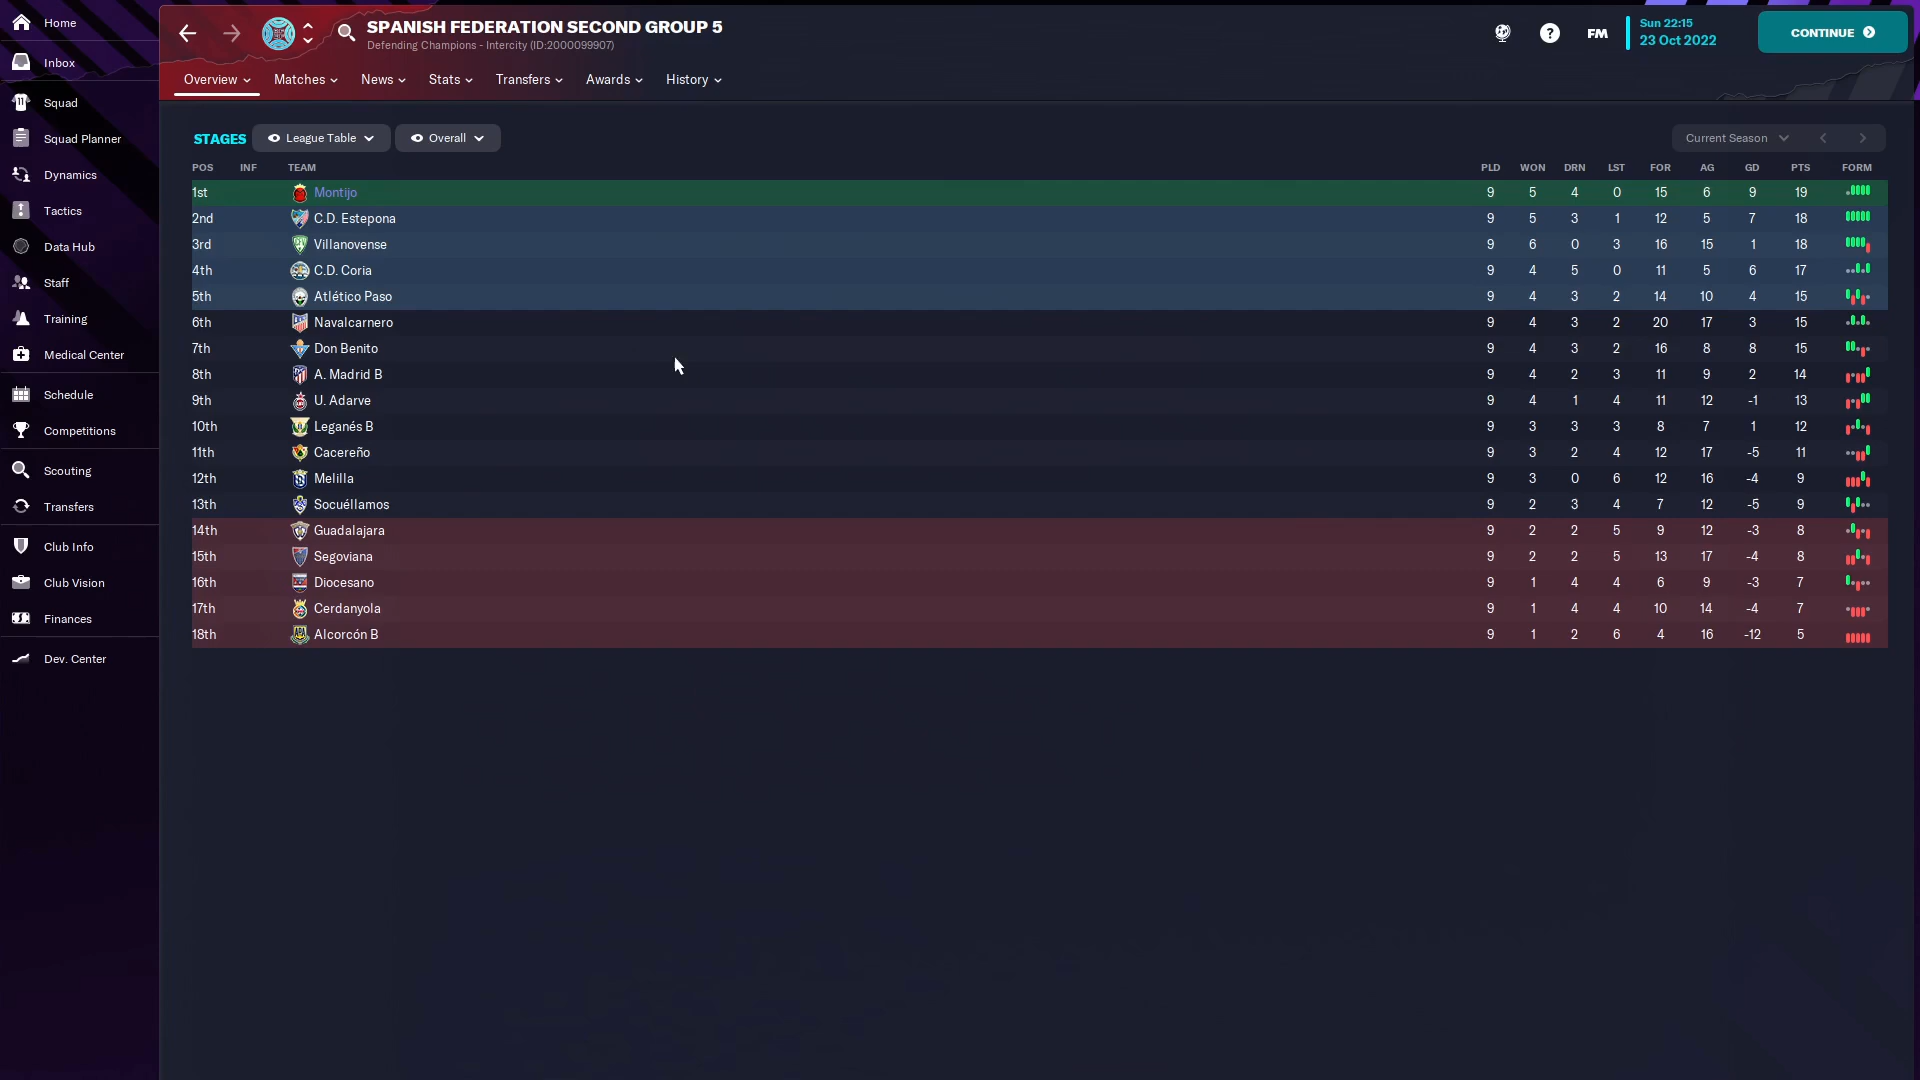 Home
Inbox
Squad
Squad Planner
Dynamics
Tactics
Data Hub
Staff
Training
Medical Center
Schedule
Competitions
Scouting
Transfers
Club Info
Club Vision
Finances
Dev. Center
SPANISH FEDERATION SECOND GROUP 5
Defending Champions - Intercity (ID:2000099907)
FM
Sun 22:15
23 Oct 2022
CONTINUE
Overview Matches News Stats Transfers Awards History
STAGES League Table Overall Current Season
POS INF TEAM PLD WON DRN LST FOR AG GD PTS FORM
1st Montijo 9 5 4 0 15 6 9 19
2nd C.D. Estepona 9 5 3 1 12 5 7 18
3rd Villanovense 9 6 0 3 16 15 1 18
4th C.D. Coria 9 4 5 0 11 5 6 17
5th Atlético Paso 9 4 3 2 14 10 4 15
6th Navalcarnero 9 4 3 2 20 17 3 15
7th Don Benito 9 4 3 2 16 8 8 15
8th A. Madrid B 9 4 2 3 11 9 2 14
9th U. Adarve 9 4 1 4 11 12 -1 13
10th Leganés B 9 3 3 3 8 7 1 12
11th Cacereño 9 3 2 4 12 17 -5 11
12th Melilla 9 3 0 6 12 16 -4 9
13th Socuéllamos 9 2 3 4 7 12 -5 9
14th Guadalajara 9 2 2 5 9 12 -3 8
15th Segoviana 9 2 2 5 13 17 -4 8
16th Diocesano 9 1 4 4 6 9 -3 7
17th Cerdanyola 9 1 4 4 10 14 -4 7
18th Alcorcón B 9 1 2 6 4 16 -12 5